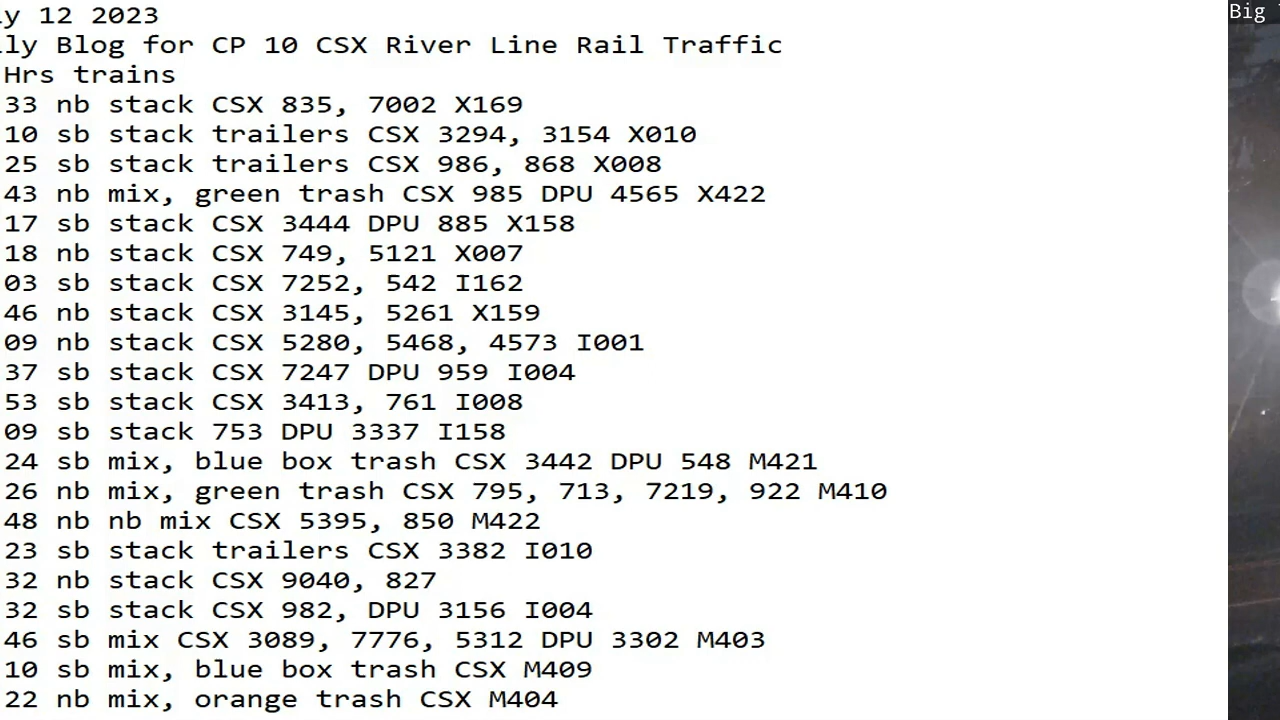 y 12 2023
ly Blog for CP 10 CSX River Line Rail Traffic
Hrs trains
33 nb stack CSX 835, 7002 X169
10 sb stack trailers CSX 3294, 3154 X010
25 sb stack trailers CSX 986, 868 X008
43 nb mix, green trash CSX 985 DPU 4565 X422
17 sb stack CSX 3444 DPU 885 X158
18 nb stack CSX 749, 5121 X007
03 sb stack CSX 7252, 542 I162
46 nb stack CSX 3145, 5261 X159
09 nb stack CSX 5280, 5468, 4573 I001
37 sb stack CSX 7247 DPU 959 I004
53 sb stack CSX 3413, 761 I008
09 sb stack 753 DPU 3337 I158
24 sb mix, blue box trash CSX 3442 DPU 548 M421
26 nb mix, green trash CSX 795, 713, 7219, 922 M410
48 nb nb mix CSX 5395, 850 M422
23 sb stack trailers CSX 3382 I010
32 nb stack CSX 9040, 827
32 sb stack CSX 982, DPU 3156 I004
46 sb mix CSX 3089, 7776, 5312 DPU 3302 M403
10 sb mix, blue box trash CSX M409
22 nb mix, orange trash CSX M404
Big